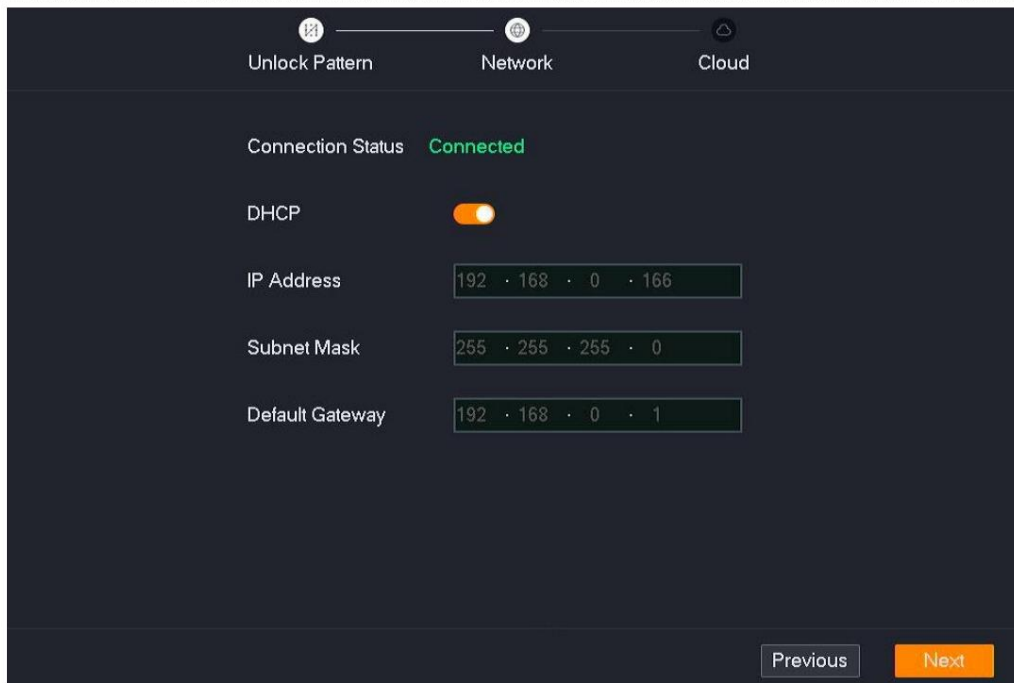 Unlock Pattern Network Cloud
Connection Status Connected
DHCP
IP Address 192 . 168 . 0 . 166
Subnet Mask 255 . 255 . 255 . 0
Default Gateway 192 . 168 . 0 . 1
Previous Next